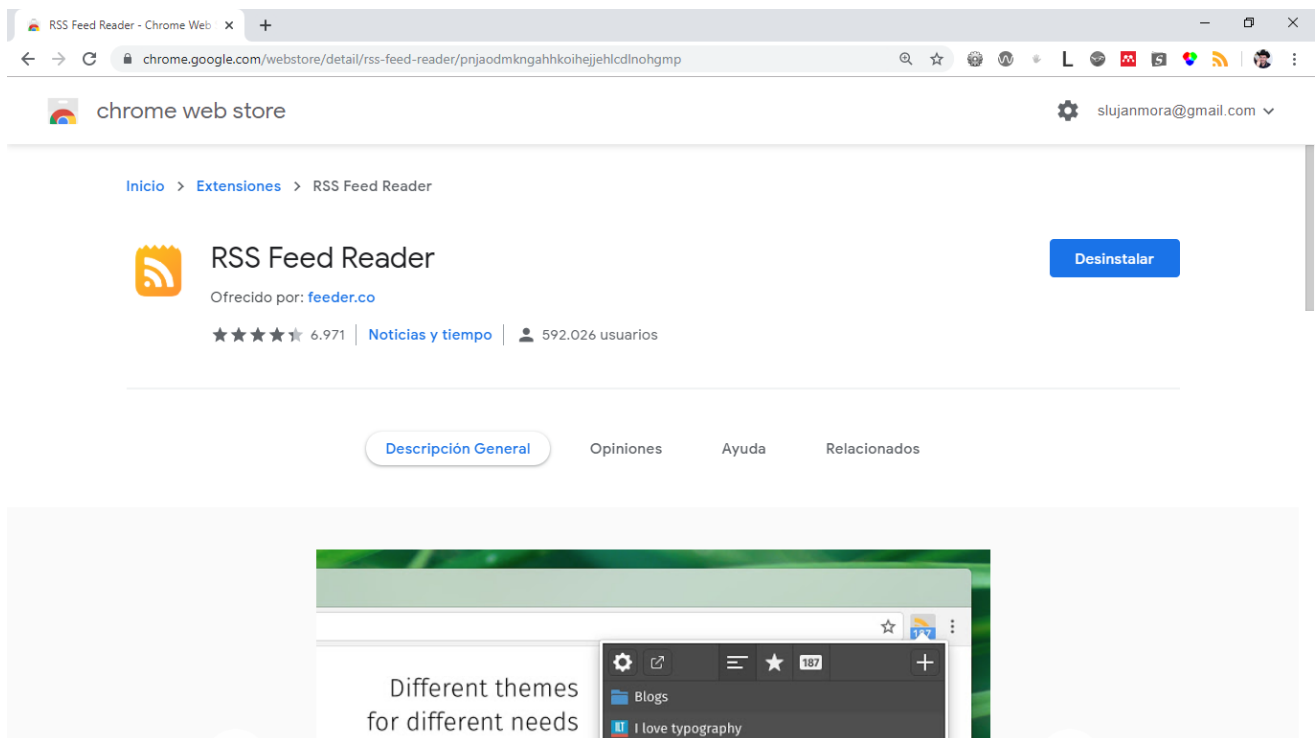 RSS Feed Reader - Chrome Web
chrome.google.com/webstore/detail/rss-feed-reader/pnjaodmkngahhkoihejjehlcdlnohgmp
chrome web store
slujanmora@gmail.com
Inicio > Extensiones > RSS Feed Reader
RSS Feed Reader
Desinstalar
Ofrecido por: feeder.co
6.971 | Noticias y tiempo | 592.026 usuarios
Descripción General Opiniones Ayuda Relacionados
187
187
Different themes
for different needs
Blogs
I love typography